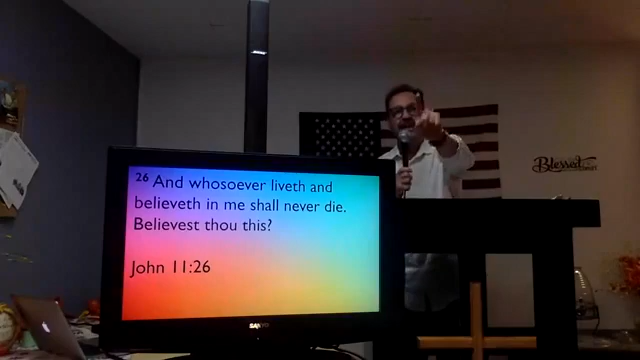 26 And whosoever liveth and
believeth in me shall never die.
Believest thou this?
John 11:26
SANYO
Blessed